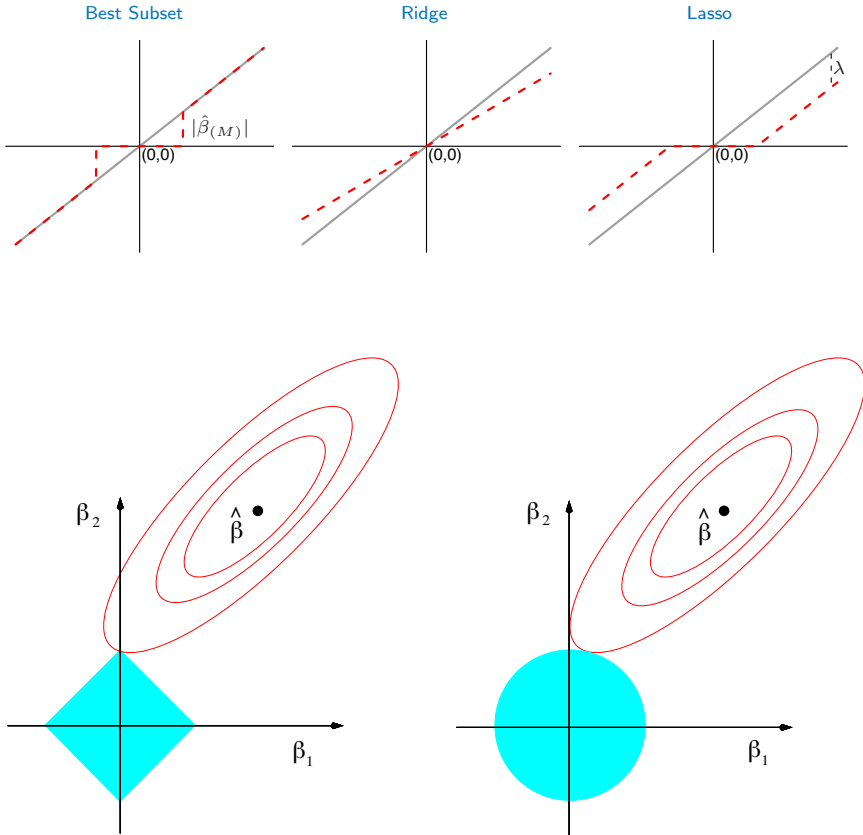 Best Subset
Ridge
Lasso
|β̂(M)|
λ
(0,0)
(0,0)
(0,0)
β2
β̂
β1
β2
β̂
β1